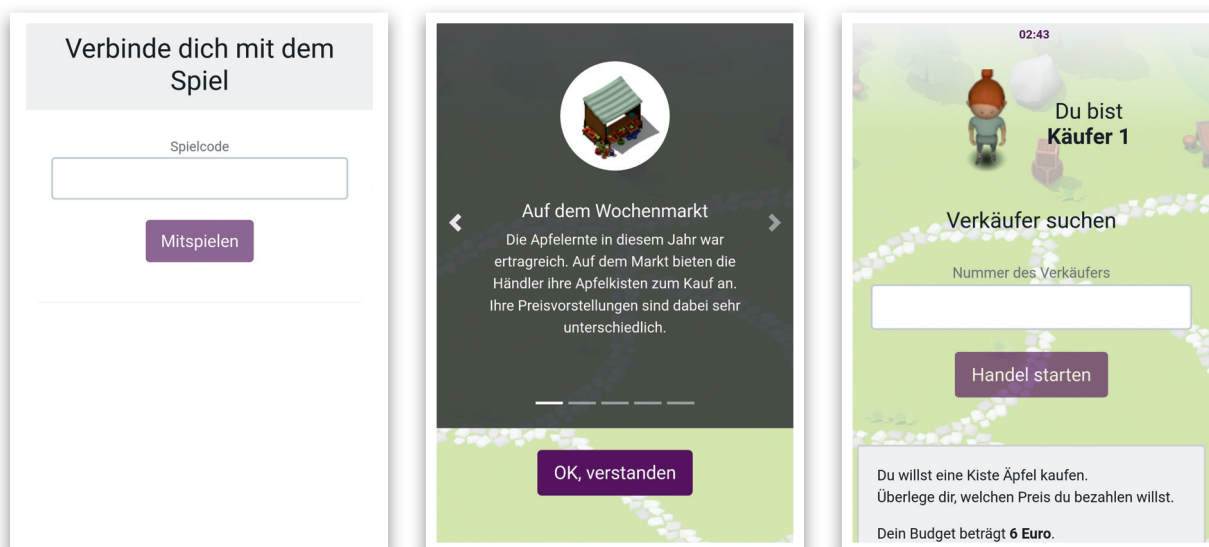 Verbinde dich mit dem
Spiel
Spielcode
Mitspielen
Auf dem Wochenmarkt
Die Apfelernte in diesem Jahr war
ertragreich. Auf dem Markt bieten die
Händler ihre Apfelkisten zum Kauf an.
Ihre Preisvorstellungen sind dabei sehr
unterschiedlich.
OK, verstanden
02:43
Du bist
Käufer 1
Verkäufer suchen
Nummer des Verkäufers
Handel starten
Du willst eine Kiste Äpfel kaufen.
Überlege dir, welchen Preis du bezahlen willst.
Dein Budget beträgt 6 Euro.